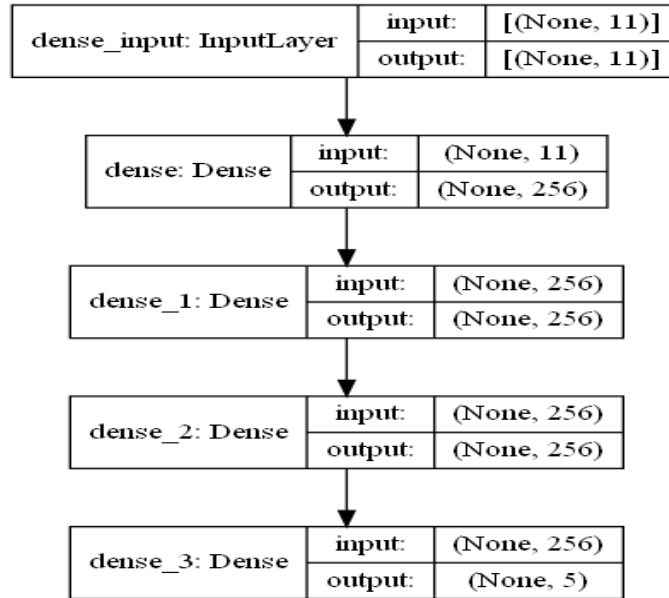 dense_input: InputLayer
input: [(None, 11)]
output: [(None, 11)]
dense: Dense
input: (None, 11)
output: (None, 256)
dense_1: Dense
input: (None, 256)
output: (None, 256)
dense_2: Dense
input: (None, 256)
output: (None, 256)
dense_3: Dense
input: (None, 256)
output: (None, 5)